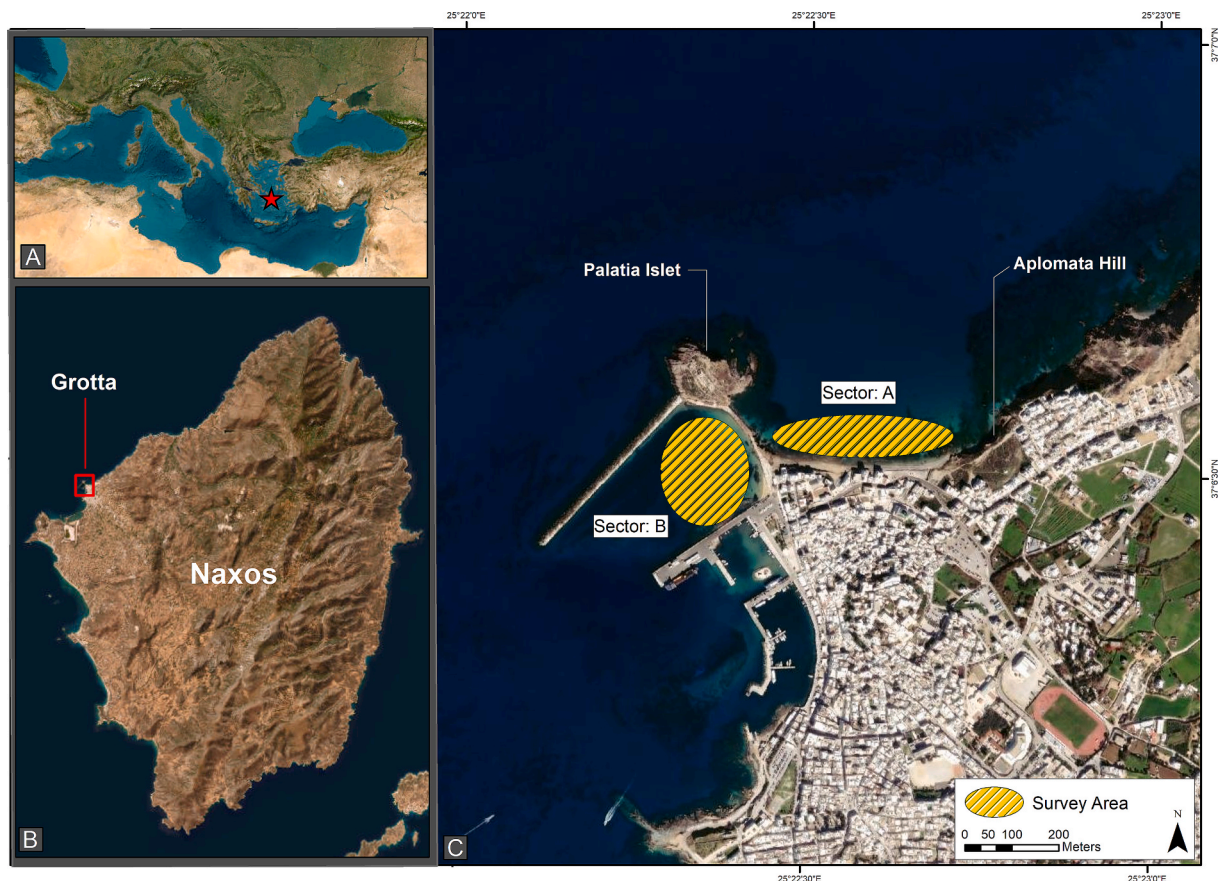 25°22'0"E
25°22'30"E
25°23'0"E
37°7'0"N
A
Palatia Islet
Aplomata Hill
Grotta
Sector: A
37°6'30"N
Sector: B
Naxos
Survey Area
N
0 50 100 200
Meters
B
C
25°22'30"E
25°23'0"E